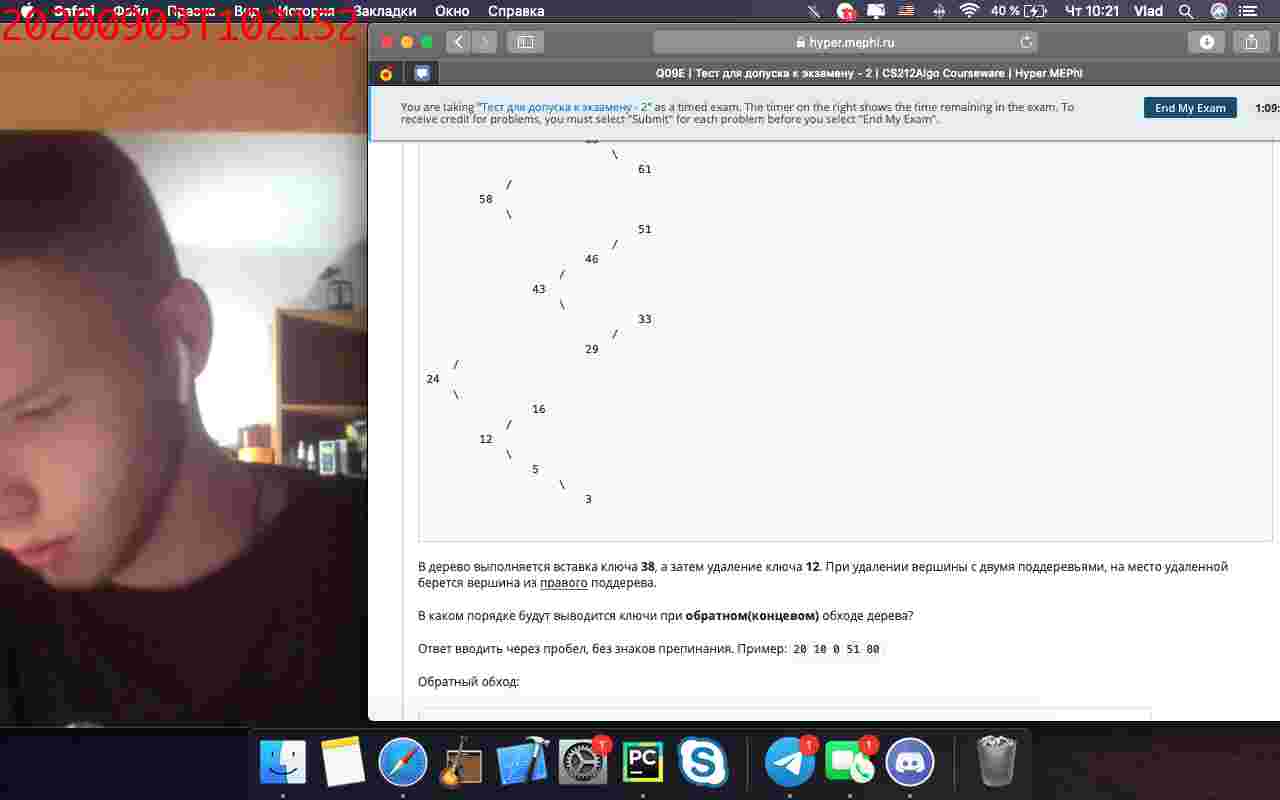 Safari Файл Правка Вид История Закладки Окно Справка 40 % Чт 10:21 Vlad
20200903T102152
hyper.mephi.ru
Q09E | Тест для допуска к экзамену - 2 | CS212Algo Courseware | Hyper.MEPhI
You are taking "Тест для допуска к экзамену - 2" as a timed exam. The timer on the right shows the time remaining in the exam. To
receive credit for problems, you must select "Submit" for each problem before you select "End My Exam".
End My Exam
1:09:
\
61
/
58
\
51
/
46
/
43
\
33
/
29
/
24
\
16
/
12
\
5
\
3
В дерево выполняется вставка ключа 38, а затем удаление ключа 12. При удалении вершины с двумя поддеревьями, на место удаленной
берется вершина из правого поддерева.
В каком порядке будут выводится ключи при обратном(концевом) обходе дерева?
Ответ вводить через пробел, без знаков препинания. Пример: 20 10 0 51 80
Обратный обход:
1
PC
1
1